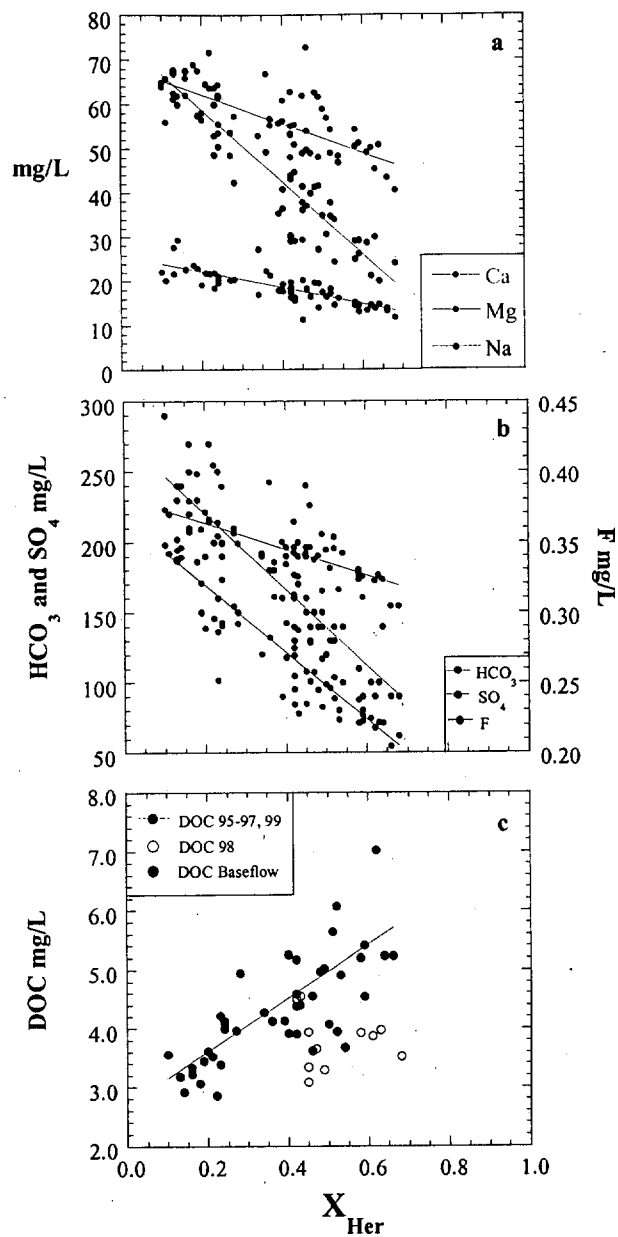 80
70
60
50
40
30
20
10
0
mg/L
a
Ca
Mg
Na
300
250
200
150
100
50
HCO3 and SO4 mg/L
b
0.45
0.40
0.35
0.30
0.25
0.20
F mg/L
HCO3
SO4
F
8.0
7.0
6.0
5.0
4.0
3.0
2.0
DOC mg/L
c
DOC 95-97, 99
DOC 98
DOC Baseflow
0.0 0.2 0.4 0.6 0.8 1.0
XHer